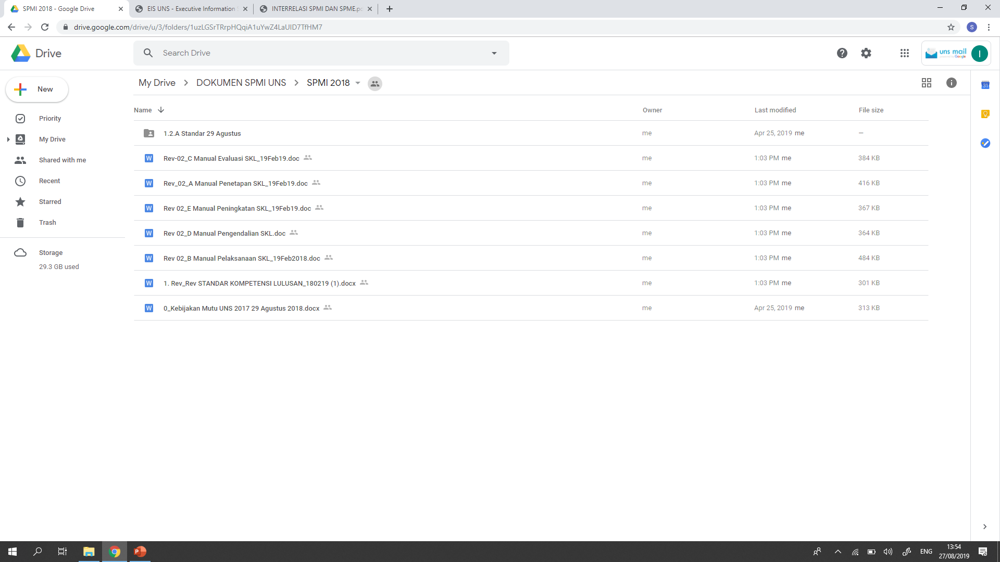 SPMI 2018 - Google Drive
EIS UNS - Executive Information
INTERRELASI SPMI DAN SPME.pd
drive.google.com/drive/u/3/folders/1uzLGSrTRrpHQqiA1uYwZ4LaUID7TfHM7
S
Drive
Search Drive
uns mail
Google
I
New
My Drive
DOKUMEN SPMI UNS
SPMI 2018
Priority
My Drive
Shared with me
Recent
Starred
Trash
Storage
29.3 GB used
Name Owner Last modified File size
1.2.A Standar 29 Agustus me Apr 25, 2019 me —
W Rev-02_C Manual Evaluasi SKL_19Feb19.doc me 1:03 PM me 384 KB
W Rev_02_A Manual Penetapan SKL_19Feb19.doc me 1:03 PM me 416 KB
W Rev 02_E Manual Peningkatan SKL_19Feb19.doc me 1:03 PM me 367 KB
W Rev 02_D Manual Pengendalian SKL.doc me 1:03 PM me 364 KB
W Rev 02_B Manual Pelaksanaan SKL_19Feb2018.doc me 1:03 PM me 484 KB
W 1. Rev_Rev STANDAR KOMPETENSI LULUSAN_180219 (1).docx me 1:03 PM me 301 KB
W 0_Kebijakan Mutu UNS 2017 29 Agustus 2018.docx me Apr 25, 2019 me 313 KB
31
P
ENG
13:54
27/08/2019